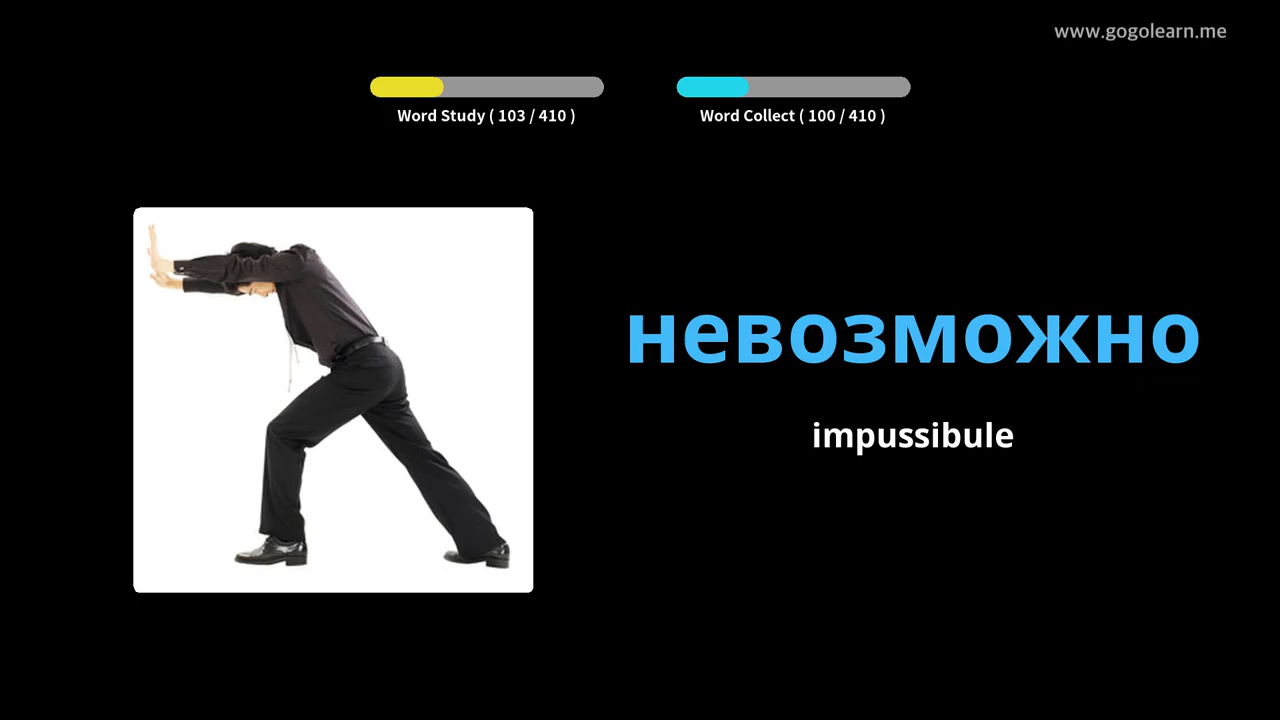 www.gogolearn.me
Word Study ( 103 / 410 )
Word Collect ( 100 / 410 )
невозможно
impussibule